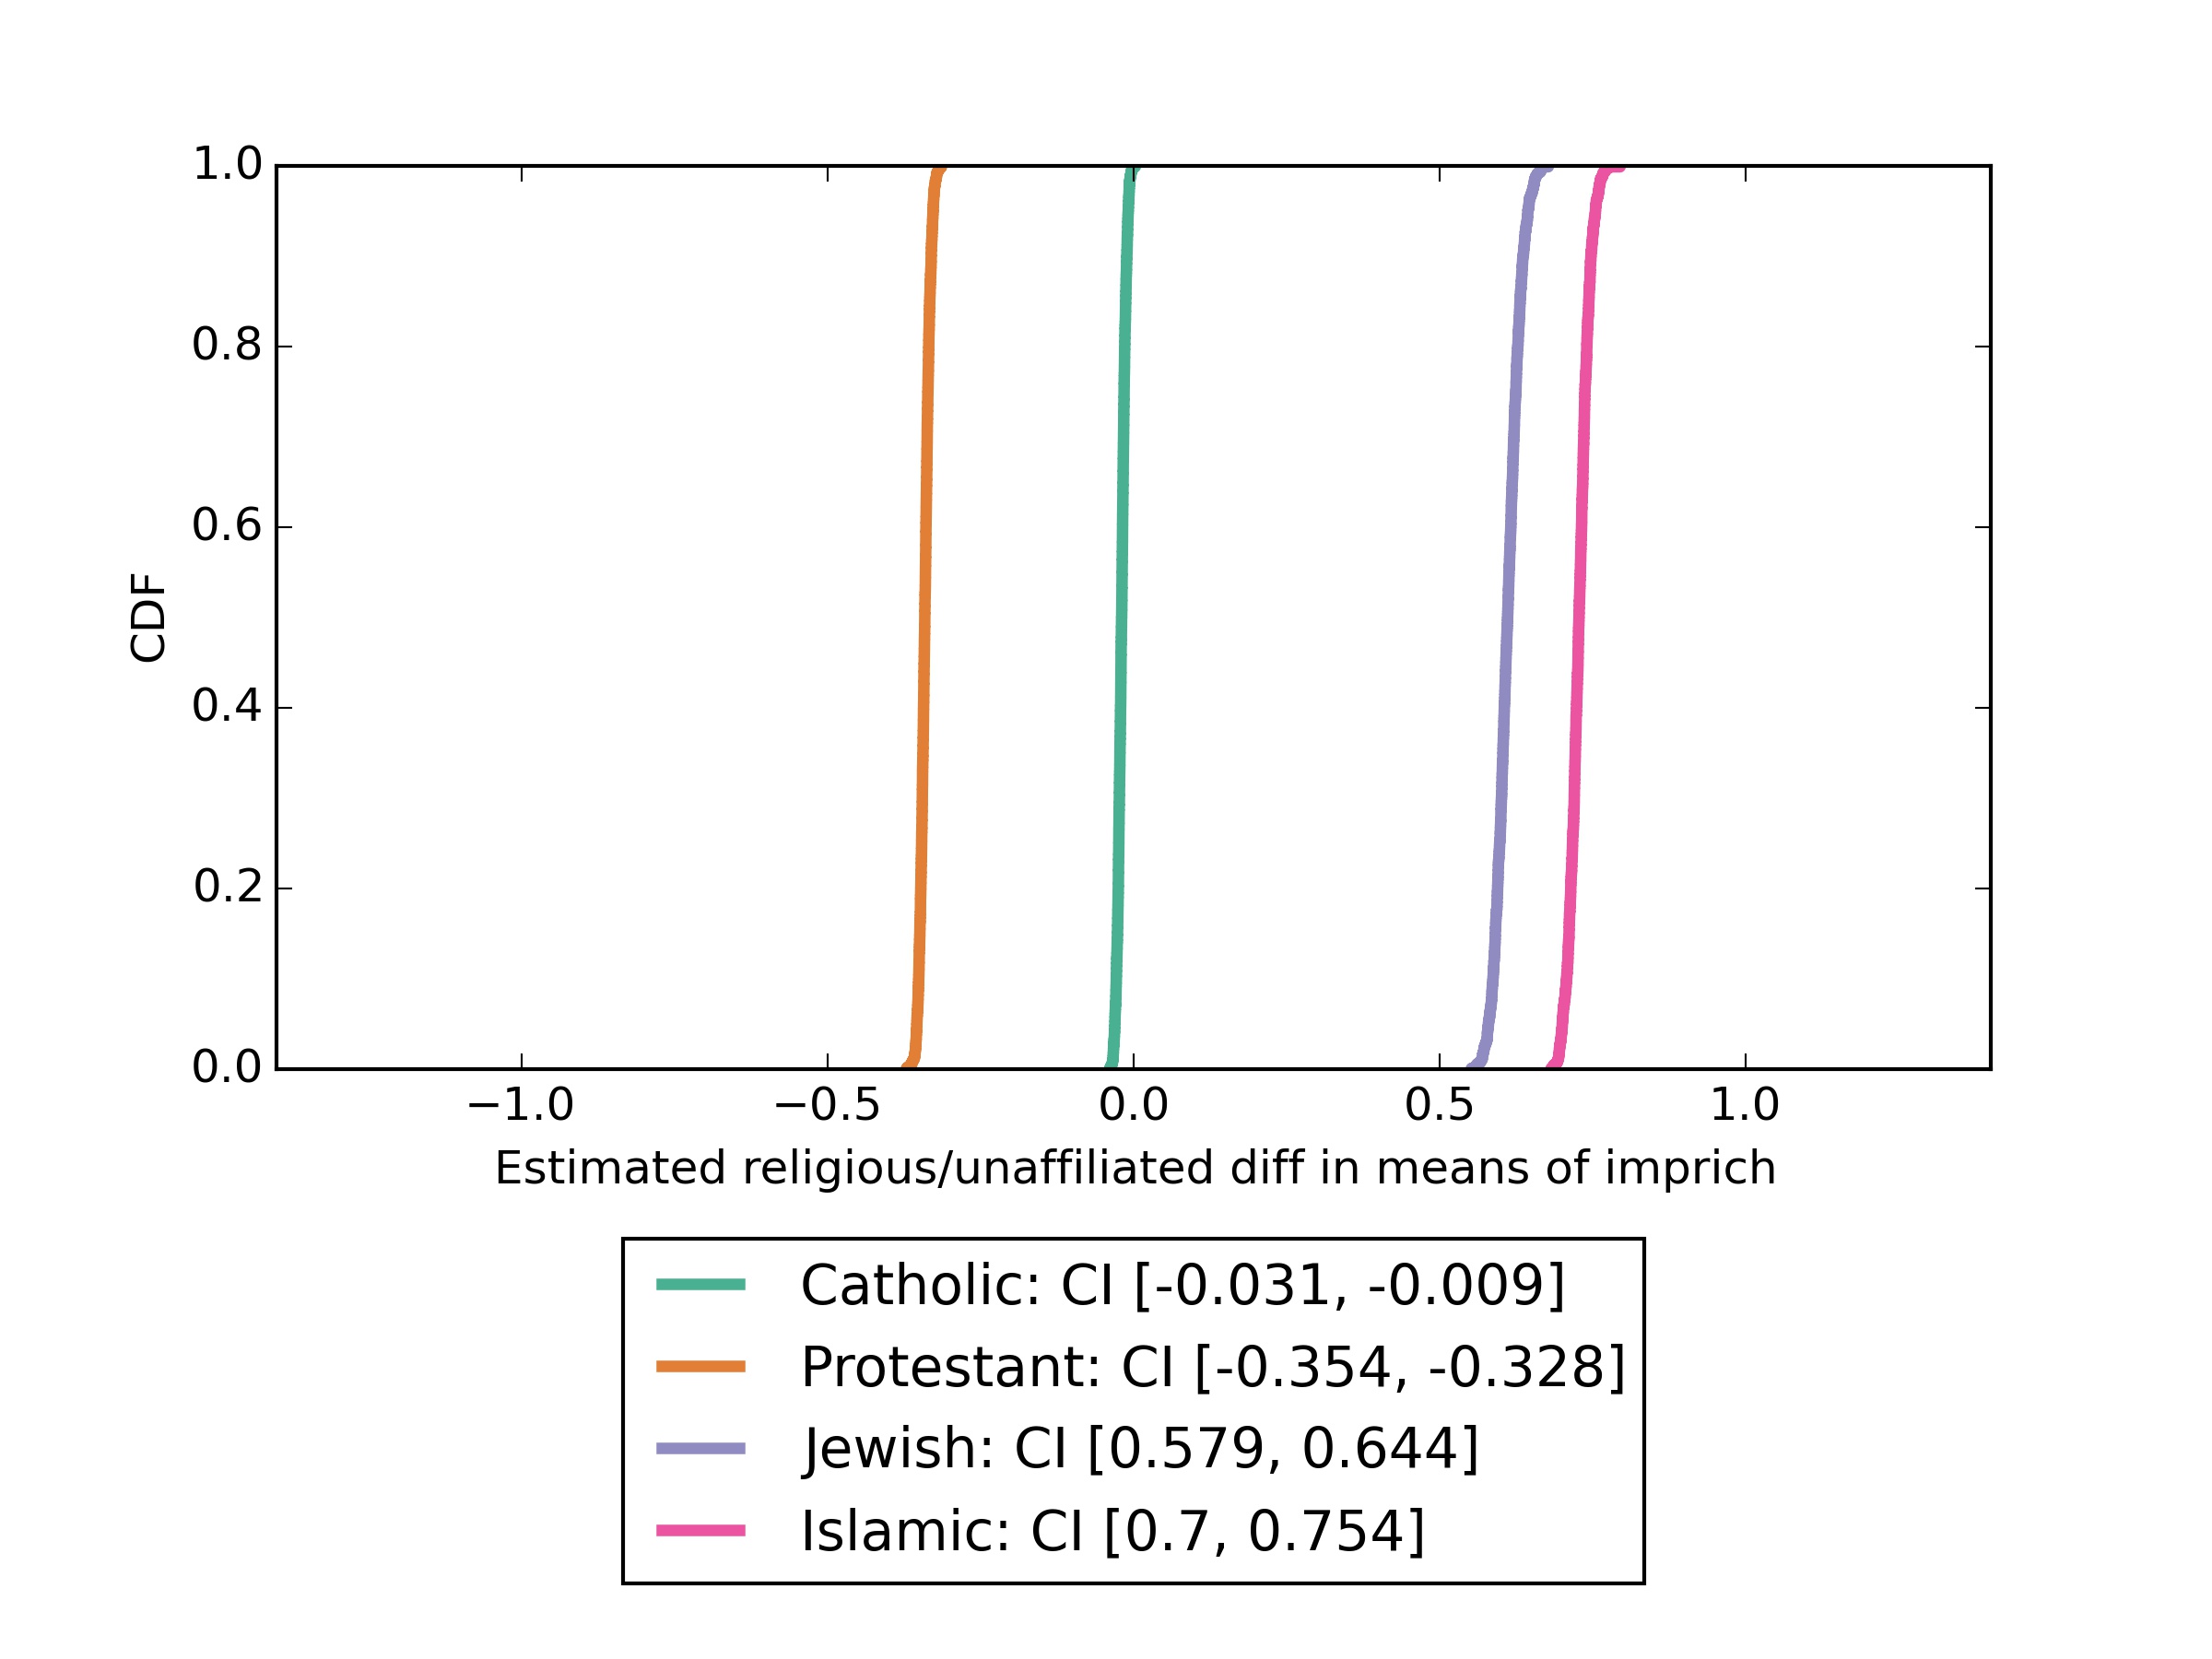 1.0
0.8
0.6
0.4
0.2
0.0
CDF
−1.0 −0.5 0.0 0.5 1.0
Estimated religious/unaffiliated diff in means of imprich
Catholic: CI [-0.031, -0.009]
Protestant: CI [-0.354, -0.328]
Jewish: CI [0.579, 0.644]
Islamic: CI [0.7, 0.754]